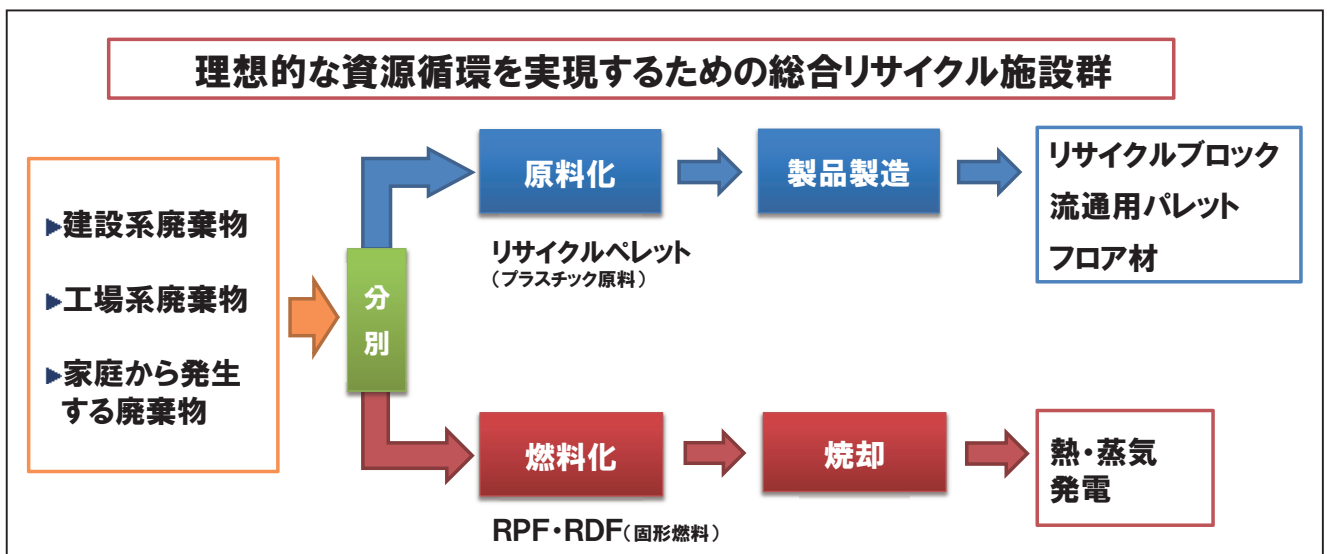 理想的な資源循環を実現するための総合リサイクル施設群
▶建設系廃棄物
▶工場系廃棄物
▶家庭から発生
する廃棄物
分
別
原料化
リサイクルペレット
（プラスチック原料）
製品製造
リサイクルブロック
流通用パレット
フロア材
燃料化
RPF・RDF（固形燃料）
焼却
熱・蒸気
発電